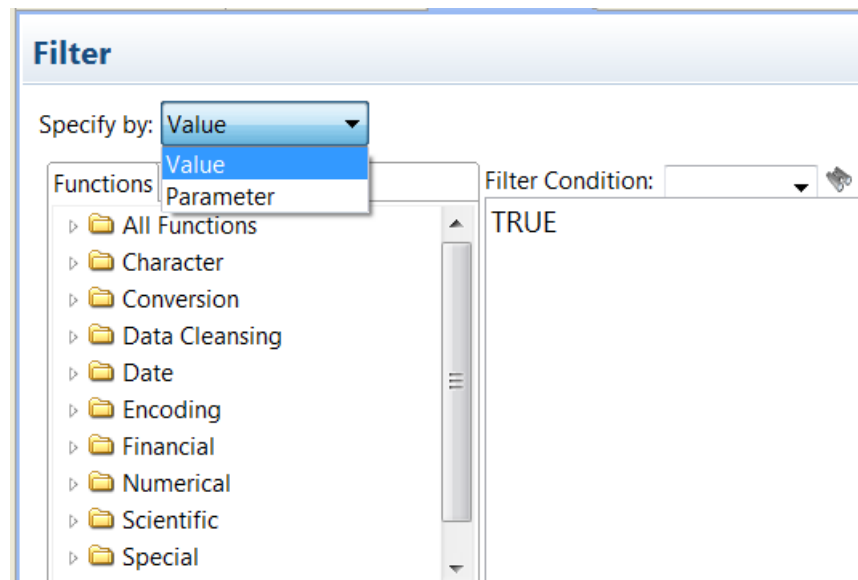 Filter
Specify by: Value
Value
Parameter
Functions
All Functions
Character
Conversion
Data Cleansing
Date
Encoding
Financial
Numerical
Scientific
Special
Filter Condition:
TRUE